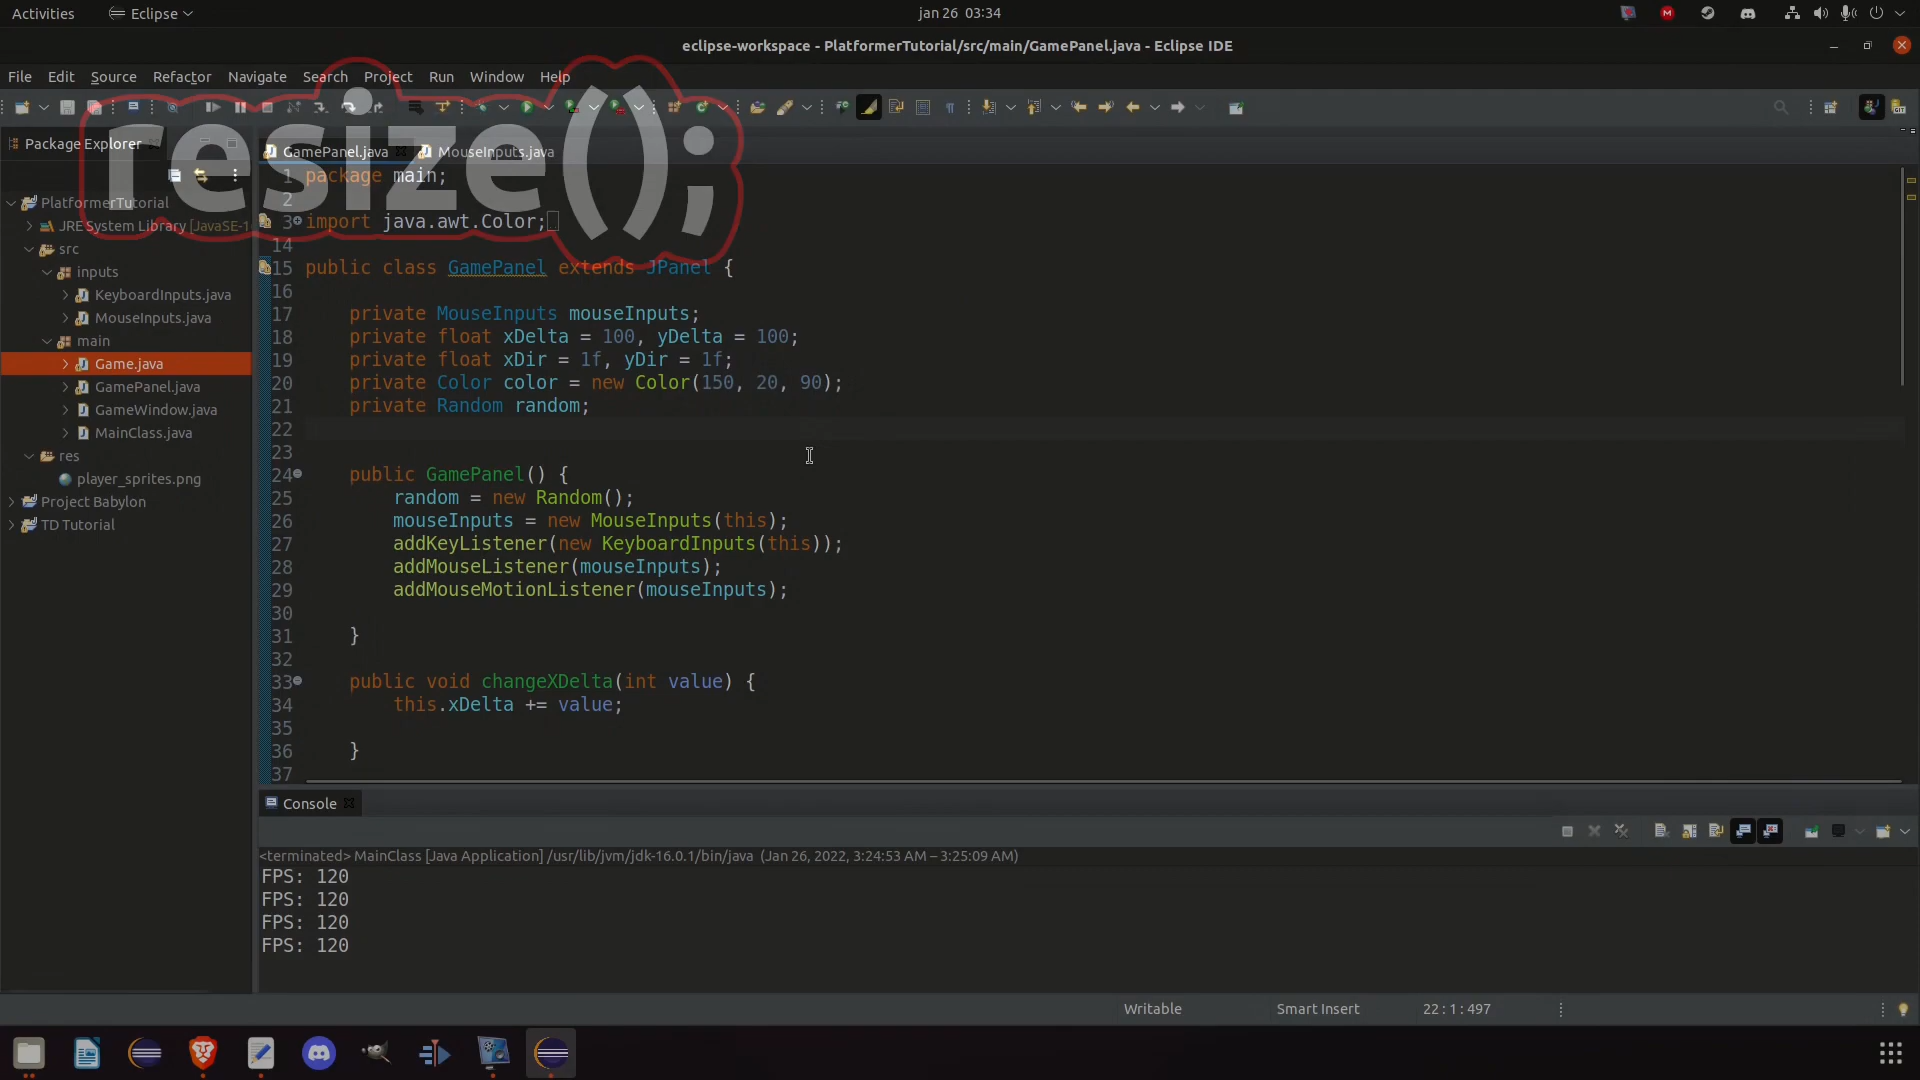 Activities
Eclipse
jan 26 03:34
eclipse-workspace - PlatformerTutorial/src/main/GamePanel.java - Eclipse IDE
File Edit Source Refactor Navigate Search Project Run Window Help
resize();
Package Explorer
GamePanel.java
MouseInputs.java
PlatformerTutorial
JRE System Library [JavaSE-1
src
inputs
KeyboardInputs.java
MouseInputs.java
main
Game.java
GamePanel.java
GameWindow.java
MainClass.java
res
player_sprites.png
Project Babylon
TD Tutorial
1 package main;
2
3 import java.awt.Color;
14
15 public class GamePanel extends JPanel {
16
17 private MouseInputs mouseInputs;
18 private float xDelta = 100, yDelta = 100;
19 private float xDir = 1f, yDir = 1f;
20 private Color color = new Color(150, 20, 90);
21 private Random random;
22
23
24 public GamePanel() {
25 random = new Random();
26 mouseInputs = new MouseInputs(this);
27 addKeyListener(new KeyboardInputs(this));
28 addMouseListener(mouseInputs);
29 addMouseMotionListener(mouseInputs);
30
31 }
32
33 public void changeXDelta(int value) {
34 this.xDelta += value;
35
36 }
37
Console
<terminated> MainClass [Java Application] /usr/lib/jvm/jdk-16.0.1/bin/java (Jan 26, 2022, 3:24:53 AM – 3:25:09 AM)
FPS: 120
FPS: 120
FPS: 120
FPS: 120
Writable
Smart Insert
22 : 1 : 497